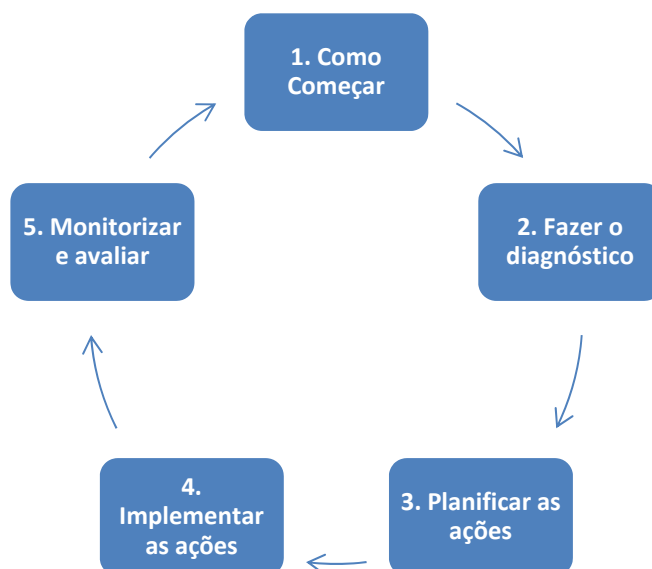 1. Como
Começar
2. Fazer o
diagnóstico
3. Planificar as
ações
4.
Implementar
as ações
5. Monitorizar
e avaliar